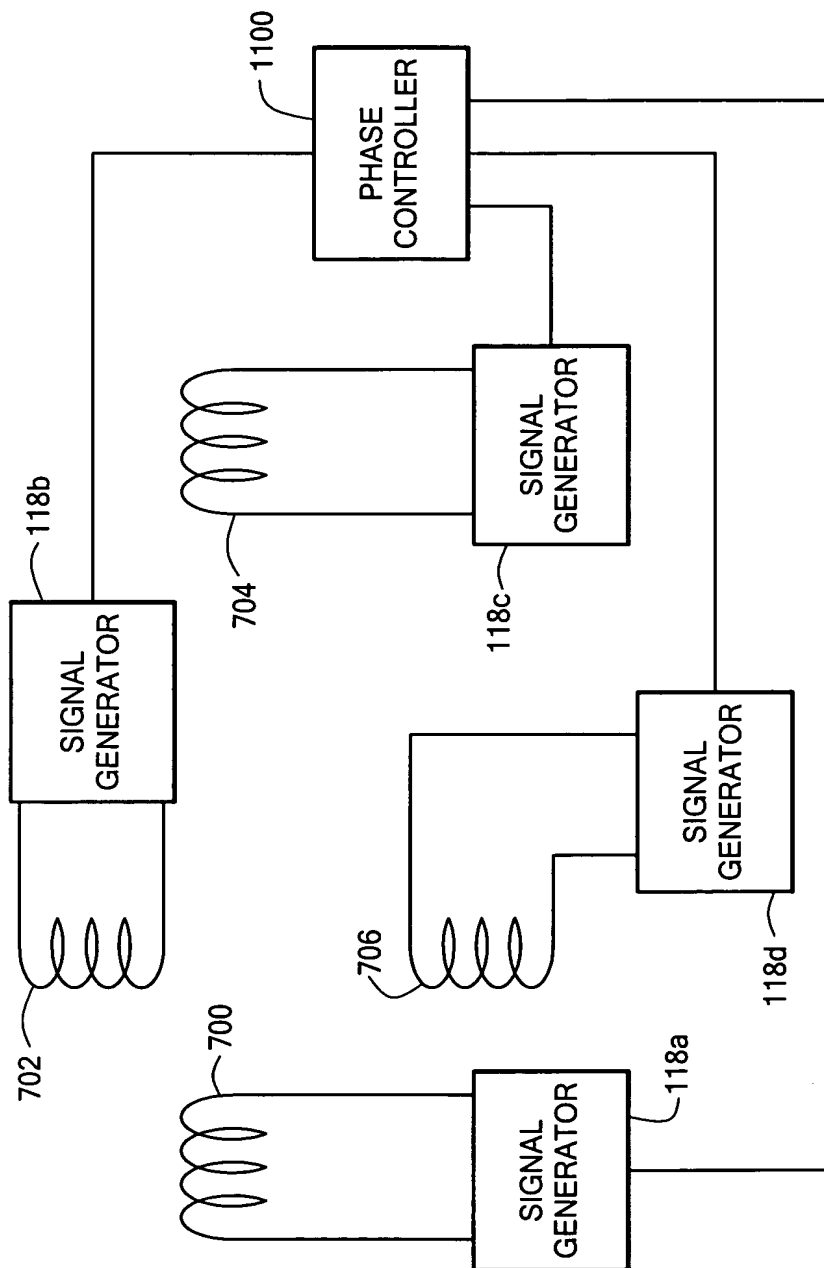 1100
PHASE
CONTROLLER
118b
SIGNAL
GENERATOR
702
704
SIGNAL
GENERATOR
118c
706
SIGNAL
GENERATOR
118d
700
SIGNAL
GENERATOR
118a